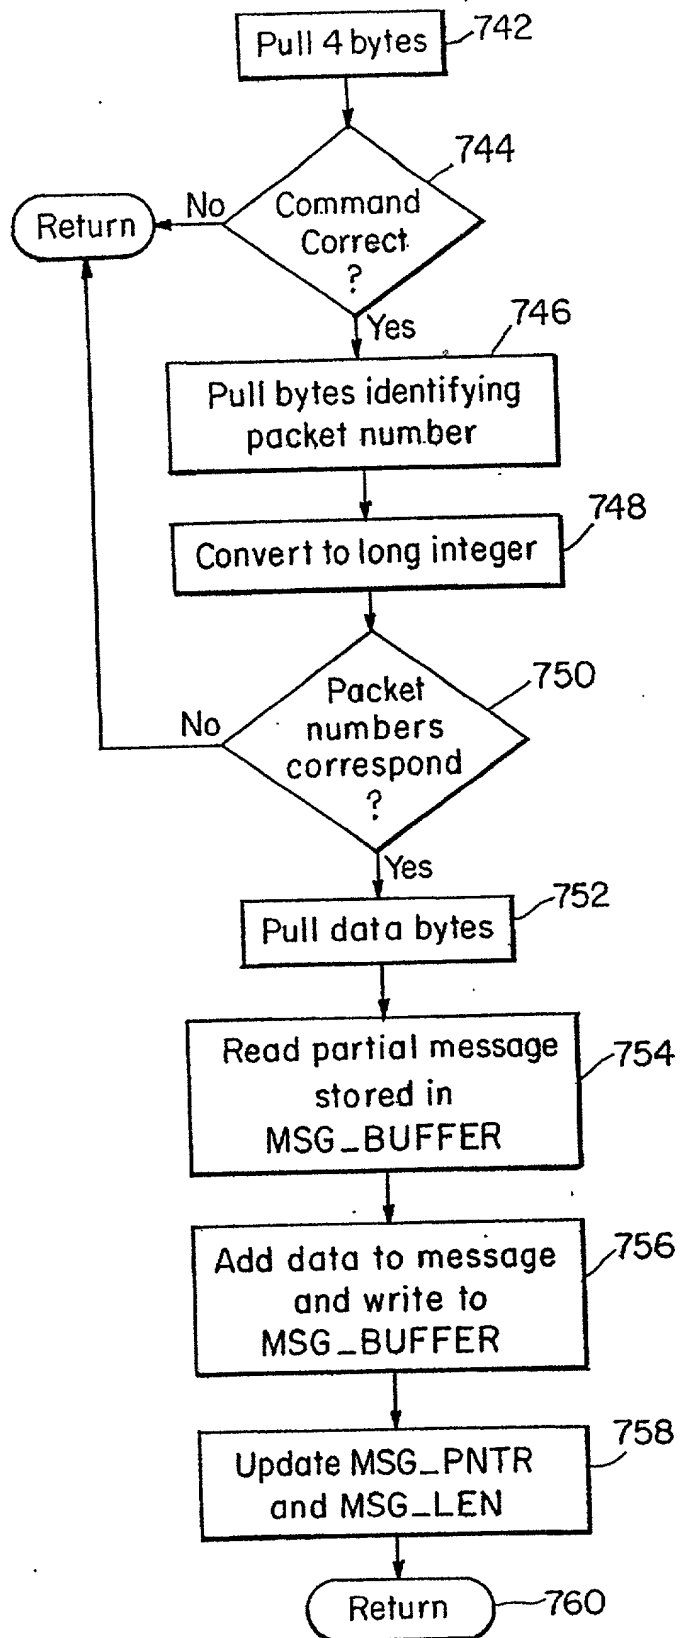 Pull 4 bytes
742
744
Command
Correct
?
No
Return
Yes
746
Pull bytes identifying
packet number
748
Convert to long integer
750
Packet
numbers
correspond
?
No
Yes
752
Pull data bytes
754
Read partial message
stored in
MSG_BUFFER
756
Add data to message
and write to
MSG_BUFFER
758
Update MSG_PNTR
and MSG_LEN
Return
760